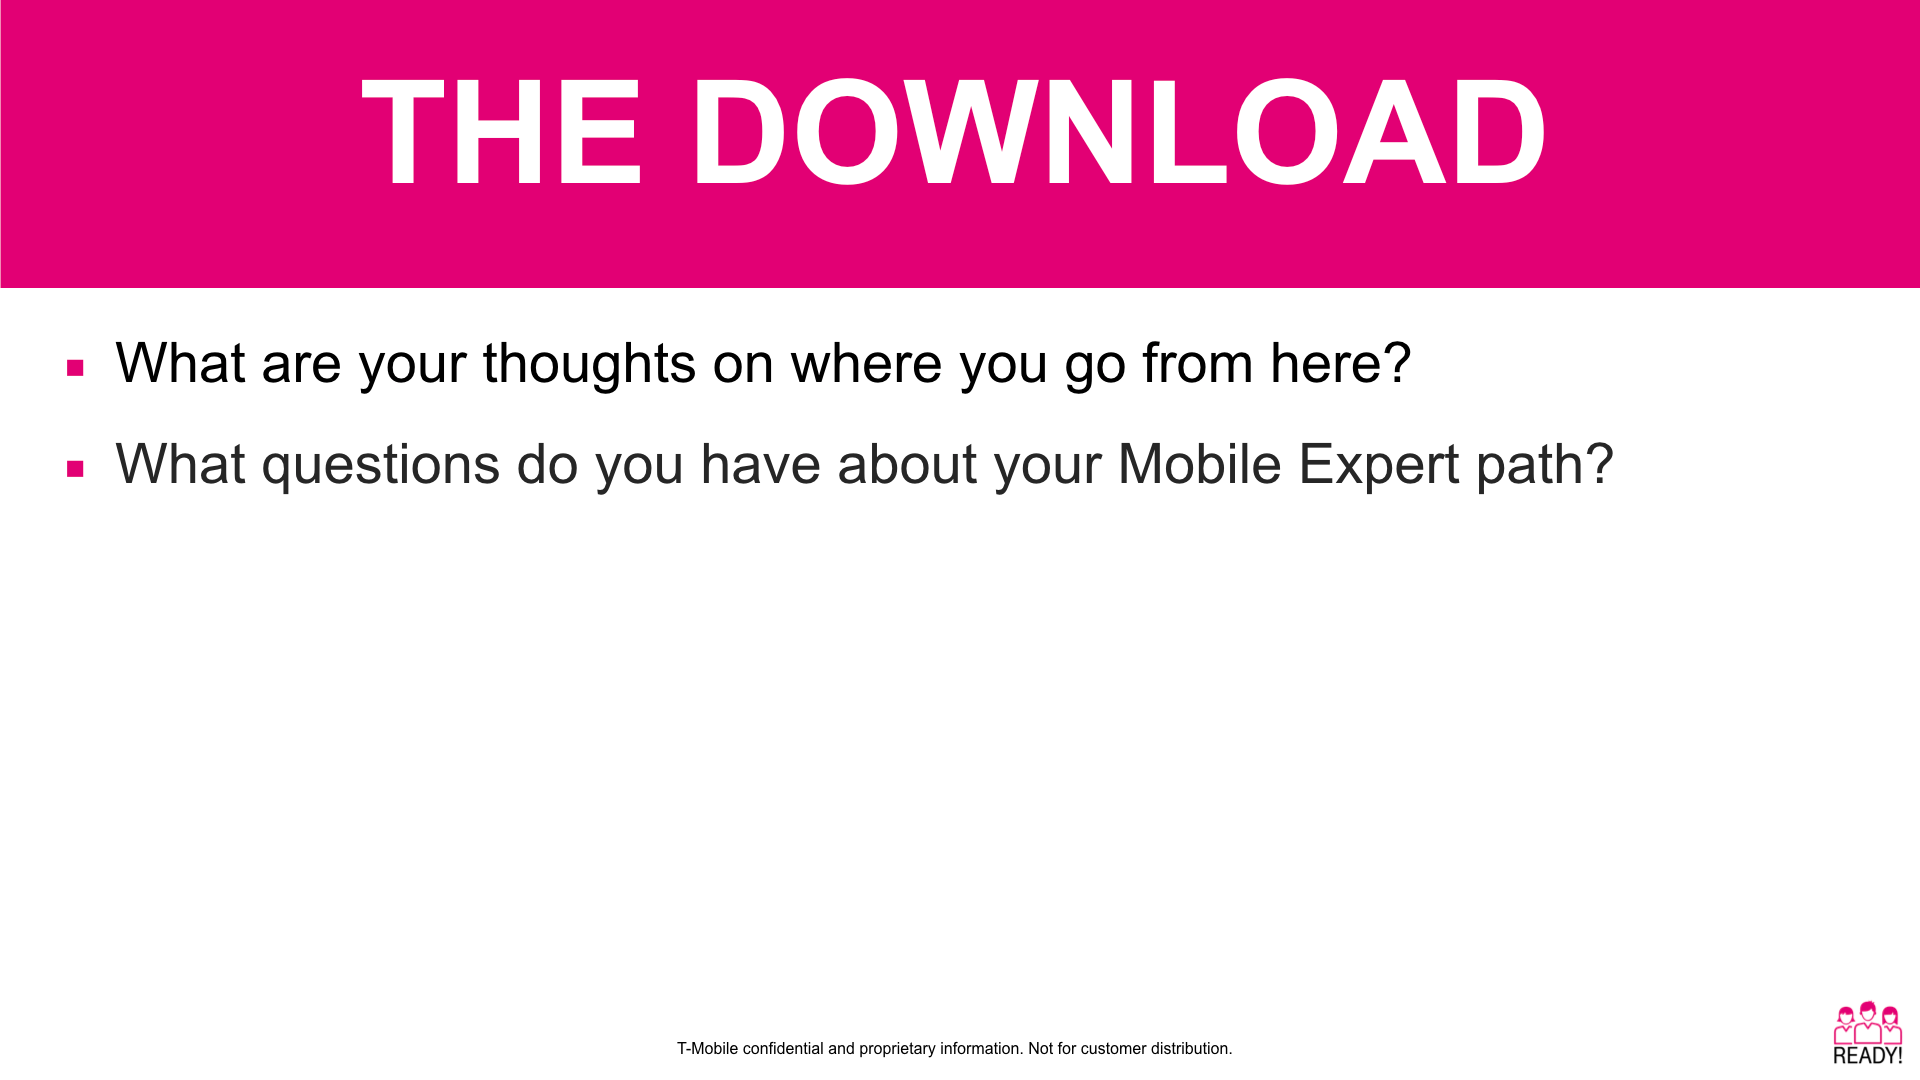 THE DOWNLOAD
What are your thoughts on where you go from here?
What questions do you have about your Mobile Expert path?
T-Mobile confidential and proprietary information. Not for customer distribution.
READY!